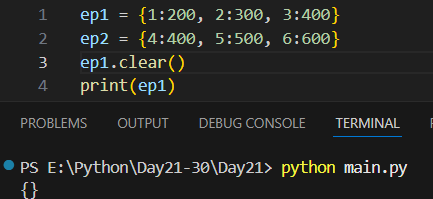 1 ep1 = {1:200, 2:300, 3:400}
2 ep2 = {4:400, 5:500, 6:600}
3 ep1.clear()
4 print(ep1)
PROBLEMS OUTPUT DEBUG CONSOLE TERMINAL
PS E:\Python\Day21-30\Day21> python main.py
{}